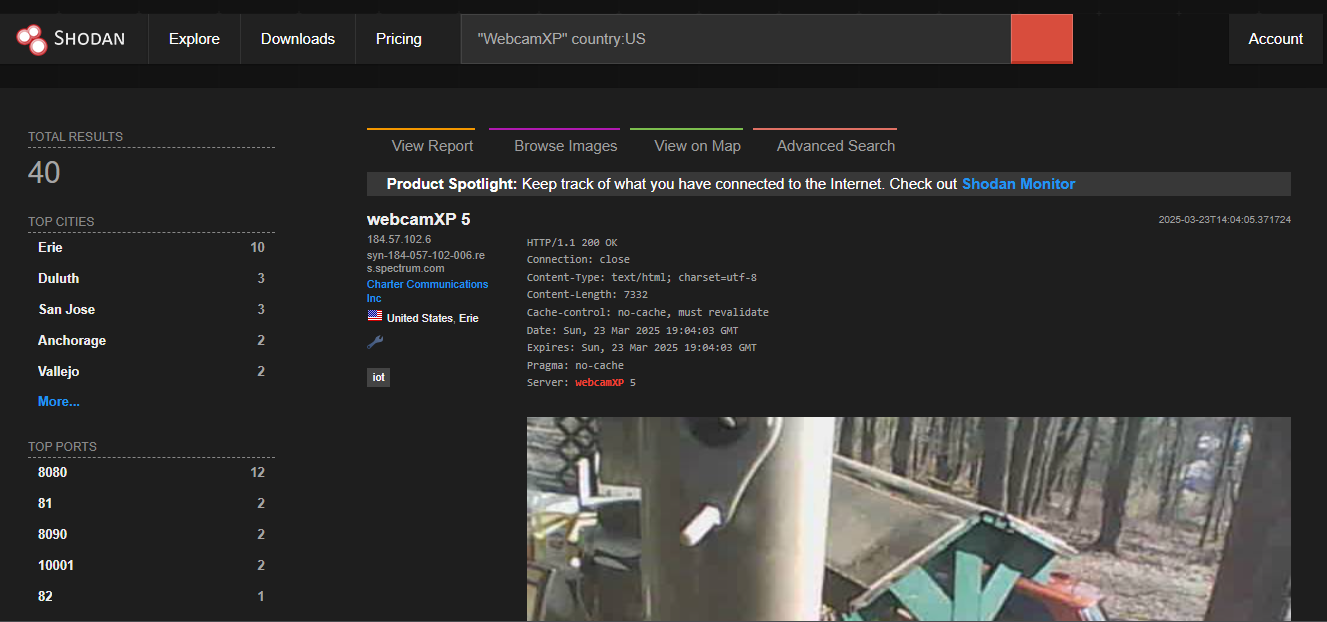 SHODAN
Explore
Downloads
Pricing
"WebcamXP" country:US
Account
TOTAL RESULTS
40
TOP CITIES
Erie 10
Duluth 3
San Jose 3
Anchorage 2
Vallejo 2
More...
TOP PORTS
8080 12
81 2
8090 2
10001 2
82 1
View Report
Browse Images
View on Map
Advanced Search
Product Spotlight: Keep track of what you have connected to the Internet. Check out Shodan Monitor
webcamXP 5
2025-03-23T14:04:05.371724
184.57.102.6
syn-184-057-102-006.re
s.spectrum.com
Charter Communications
Inc
United States, Erie
iot
HTTP/1.1 200 OK
Connection: close
Content-Type: text/html; charset=utf-8
Content-Length: 7332
Cache-control: no-cache, must revalidate
Date: Sun, 23 Mar 2025 19:04:03 GMT
Expires: Sun, 23 Mar 2025 19:04:03 GMT
Pragma: no-cache
Server: webcamXP 5